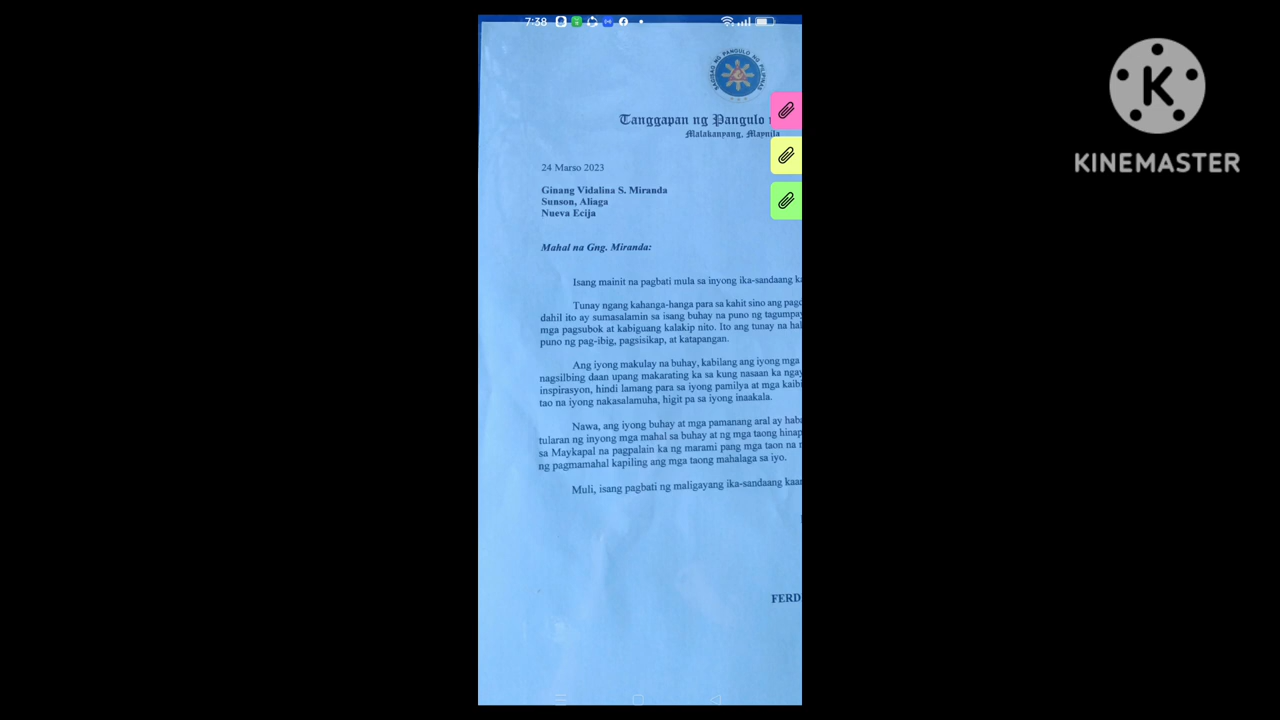 7:38
K
KINEMASTER
SAGISAG NG PANGULO NG PILIPINAS
Tanggapan ng Pangulo
Malakanyang, Maynila
24 Marso 2023
Ginang Vidalina S. Miranda
Sunson, Aliaga
Nueva Ecija
Mahal na Gng. Miranda:
Isang mainit na pagbati mula sa inyong ika-sandaang
Tunay ngang kahanga-hanga para sa kahit sino ang
dahil ito ay sumasalamin sa isang buhay na puno ng
mga pagsubok at kabiguang kalakip nito. Ito ang tunay na
puno ng pag-ibig, pagsisikap, at katapangan.
Ang iyong makulay na buhay, kabilang ang iyong mga
nagsilbing daan upang makarating ka sa kung nasaan ka
inspirasyon, hindi lamang para sa iyong pamilya at mga
tao na iyong nakasalamuha, higit pa sa iyong inaakala.
Nawa, ang iyong buhay at mga pamanang aral ay
tularan ng inyong mga mahal sa buhay at ng mga taong
sa Maykapal na pagpalain ka ng marami pang mga taon na
ng pagmamahal kapiling ang mga taong mahalaga sa iyo.
Muli, isang pagbati ng maligayang ika-sandaang
FERD